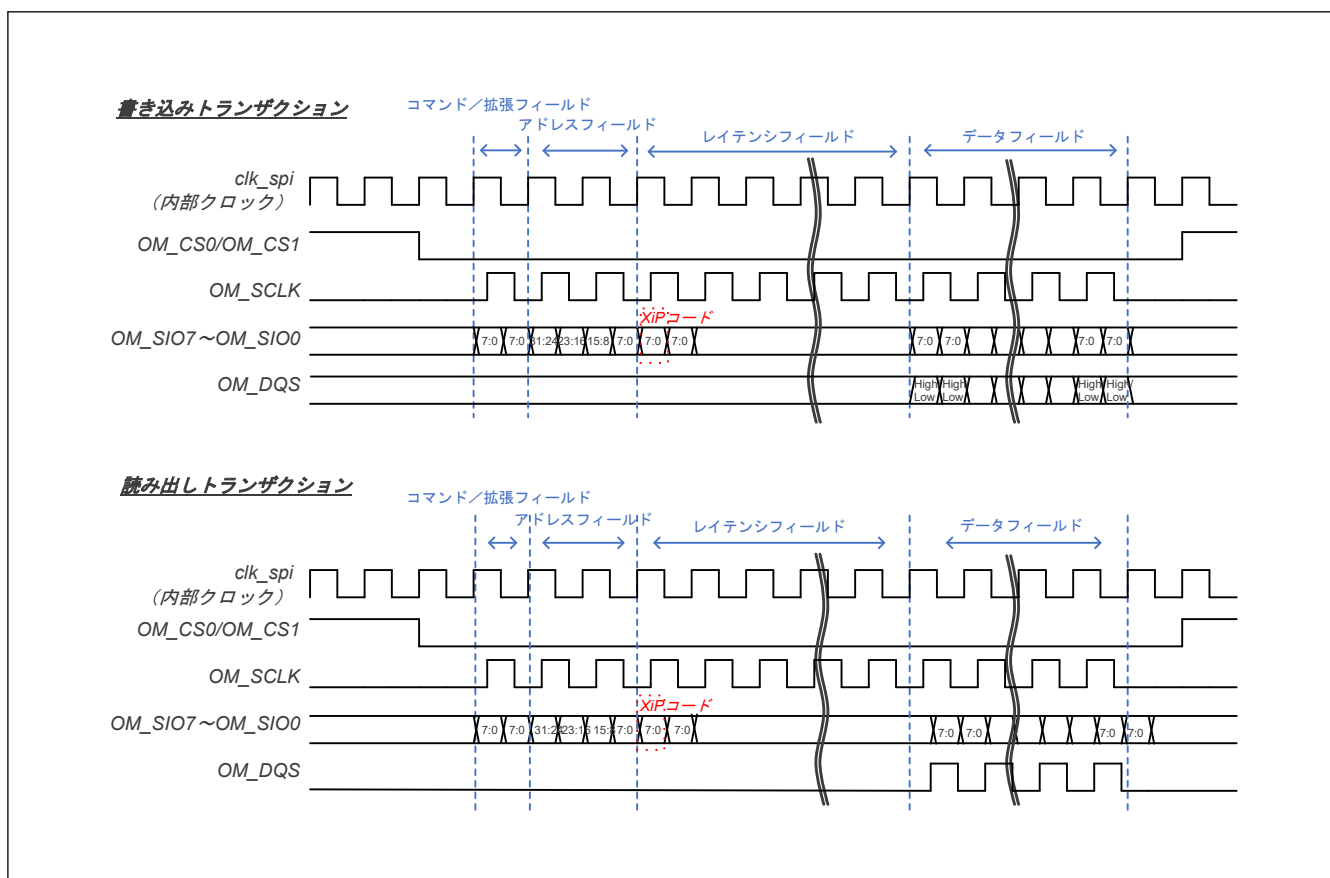 書き込みトランザクション
コマンド／拡張フィールド
アドレスフィールド
レイテンシフィールド
データフィールド
clk_spi
（内部クロック）
OM_CS0/OM_CS1
OM_SCLK
XiPコード
OM_SIO7～OM_SIO0
7:0 7:0 31:24 23:16 15:8 7:0 7:0 7:0 7:0 7:0 7:0 7:0
OM_DQS
High High High High
Low Low Low Low
読み出しトランザクション
コマンド／拡張フィールド
アドレスフィールド
レイテンシフィールド
データフィールド
clk_spi
（内部クロック）
OM_CS0/OM_CS1
OM_SCLK
XiPコード
OM_SIO7～OM_SIO0
7:0 7:0 31:24 23:16 15:8 7:0 7:0 7:0 7:0 7:0 7:0 7:0
OM_DQS